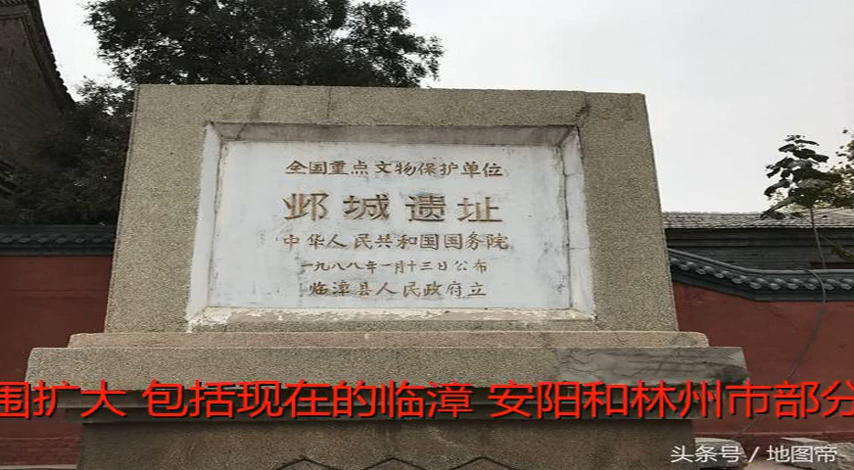 全国重点文物保护单位
邺城遗址
中华人民共和国国务院
一九八八年一月十三日公布
临漳县人民政府立
围扩大 包括现在的临漳 安阳和林州市部分
头条号 / 地图帝